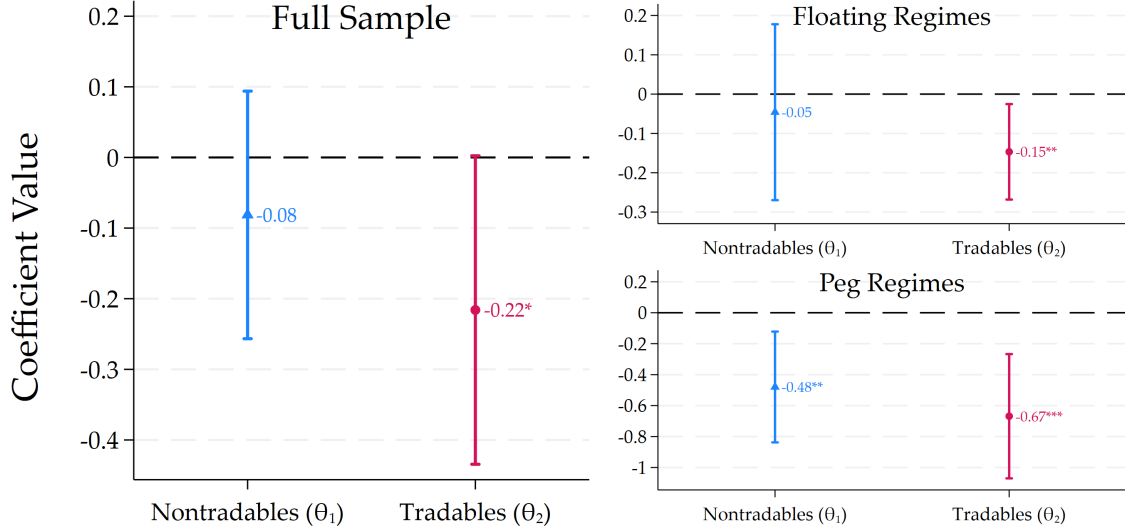 Full Sample
Coefficient Value
0.2
0.1
0
-0.1
-0.2
-0.3
-0.4
-0.08
-0.22*
Nontradables (θ₁)
Tradables (θ₂)
Floating Regimes
0.2
0.1
0
-0.1
-0.2
-0.3
-0.05
-0.15**
Nontradables (θ₁)
Tradables (θ₂)
Peg Regimes
0.2
0
-0.2
-0.4
-0.6
-0.8
-1
-0.48**
-0.67***
Nontradables (θ₁)
Tradables (θ₂)